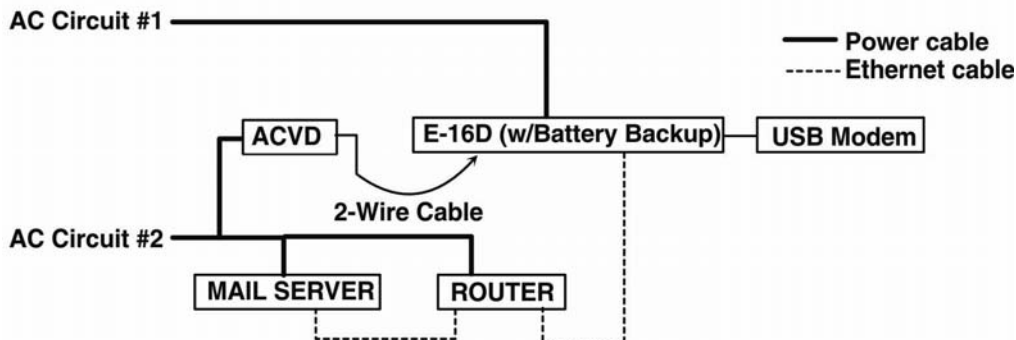 AC Circuit #1
Power cable
Ethernet cable
ACVD
E-16D (w/Battery Backup)
USB Modem
2-Wire Cable
AC Circuit #2
MAIL SERVER
ROUTER